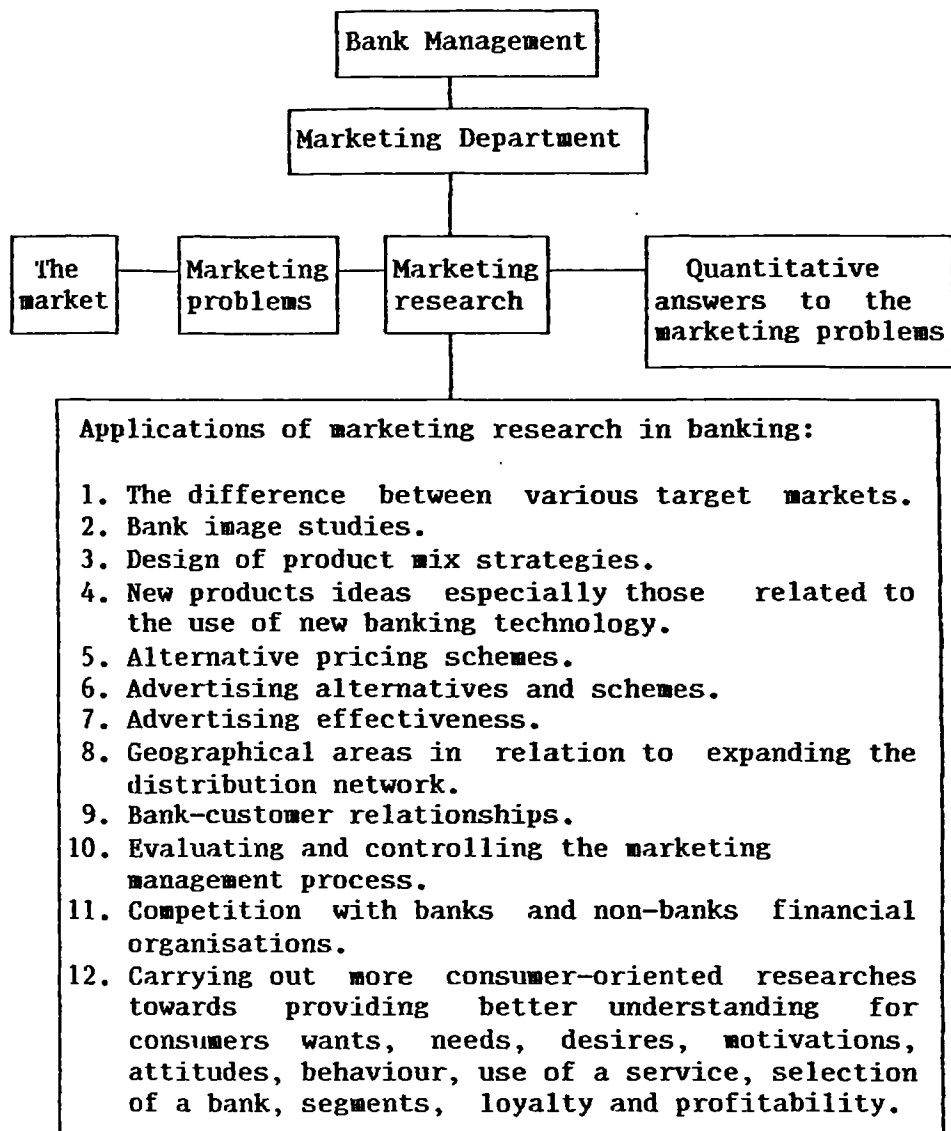 Bank Management
Marketing Department
The
market
Marketing
problems
Marketing
research
Quantitative
answers to the
marketing problems
Applications of marketing research in banking:
1. The difference between various target markets.
2. Bank image studies.
3. Design of product mix strategies.
4. New products ideas especially those related to
the use of new banking technology.
5. Alternative pricing schemes.
6. Advertising alternatives and schemes.
7. Advertising effectiveness.
8. Geographical areas in relation to expanding the
distribution network.
9. Bank-customer relationships.
10. Evaluating and controlling the marketing
management process.
11. Competition with banks and non-banks financial
organisations.
12. Carrying out more consumer-oriented researches
towards providing better understanding for
consumers wants, needs, desires, motivations,
attitudes, behaviour, use of a service, selection
of a bank, segments, loyalty and profitability.